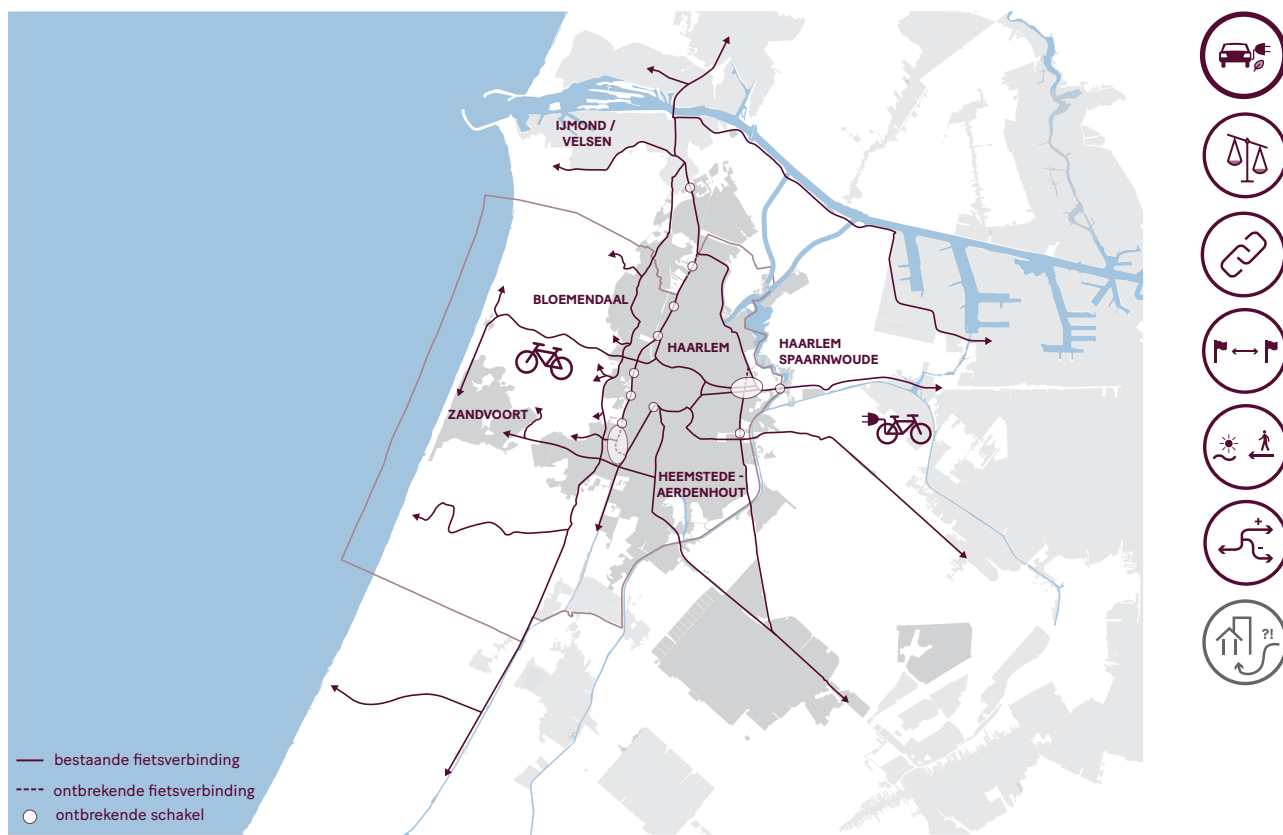 IJMOND /
VELSEN
BLOEMENDAAL
HAARLEM
HAARLEM
SPAARNWOUDE
ZANDVOORT
HEEMSTEDE -
AERDENHOUT
bestaande fietsverbinding
ontbrekende fietsverbinding
ontbrekende schakel
+
-
?!